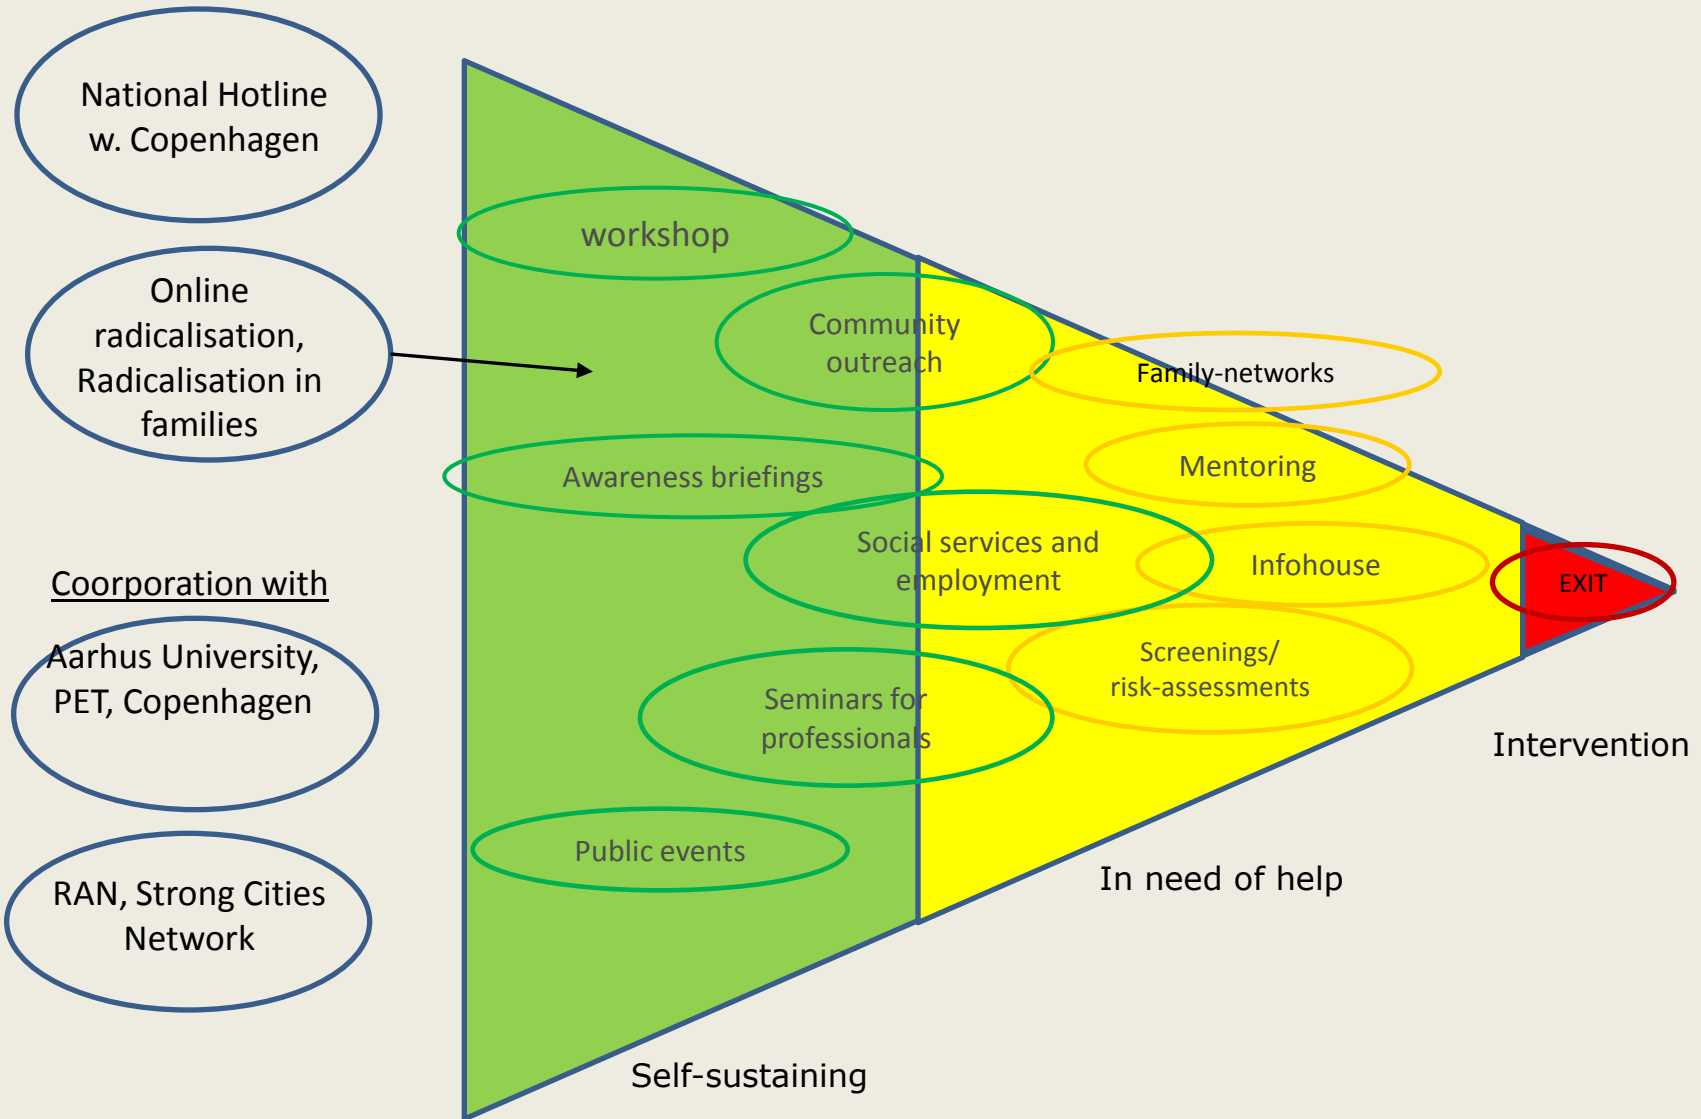 National Hotline
w. Copenhagen
Online
radicalisation,
Radicalisation in
families
Coorporation with
Aarhus University,
PET, Copenhagen
RAN, Strong Cities
Network
workshop
Community
outreach
Awareness briefings
Social services and
employment
Seminars for
professionals
Public events
Family-networks
Mentoring
Infohouse
Screenings/
risk-assessments
EXIT
Intervention
In need of help
Self-sustaining